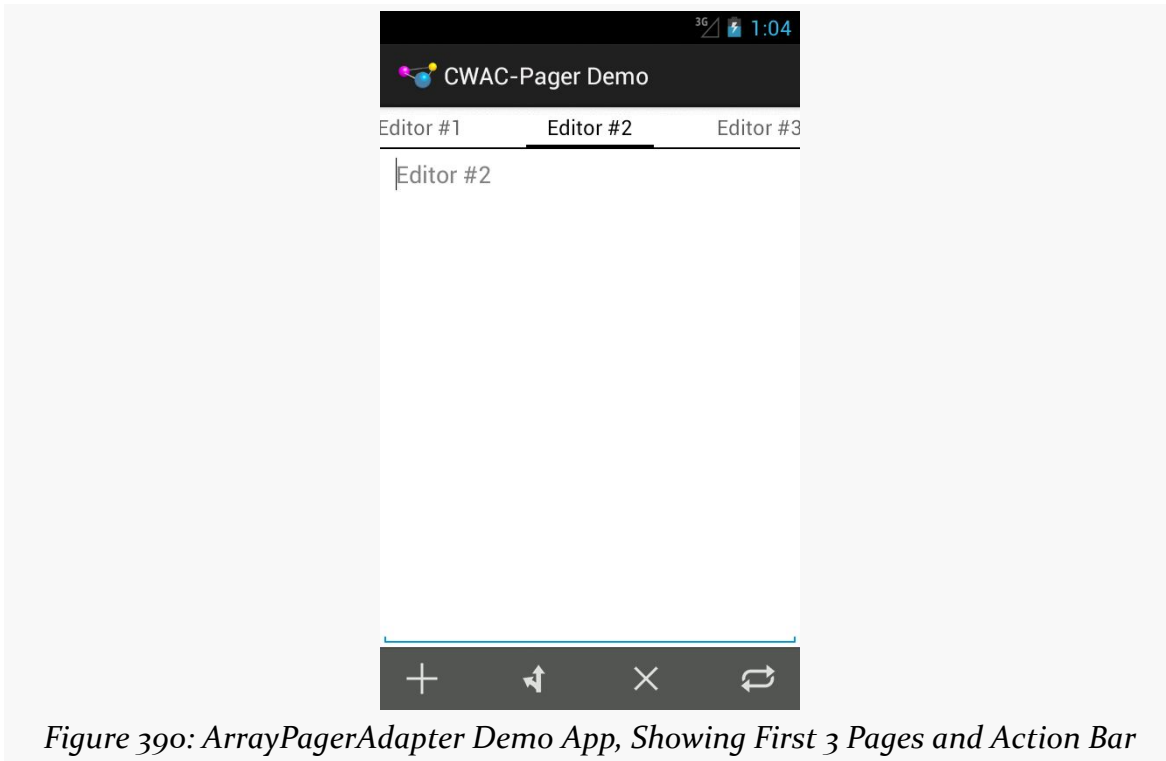 3G 1:04
CWAC-Pager Demo
Editor #1 Editor #2 Editor #3
Editor #2
Figure 390: ArrayPagerAdapter Demo App, Showing First 3 Pages and Action Bar